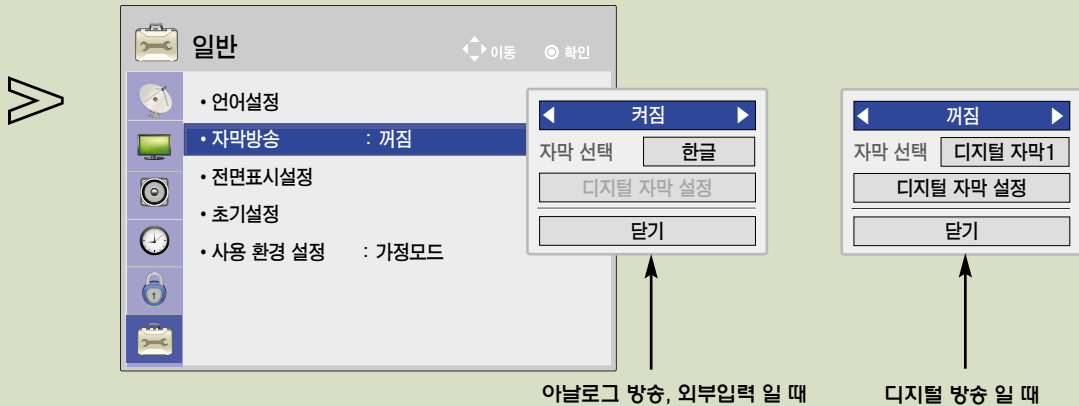 일반
이동
확인
• 언어설정
• 자막방송 : 꺼짐
• 전면표시설정
• 초기설정
• 사용 환경 설정 : 가정모드
켜짐
자막 선택 한글
디지털 자막 설정
닫기
꺼짐
자막 선택 디지털 자막1
디지털 자막 설정
닫기
아날로그 방송, 외부입력 일 때
디지털 방송 일 때